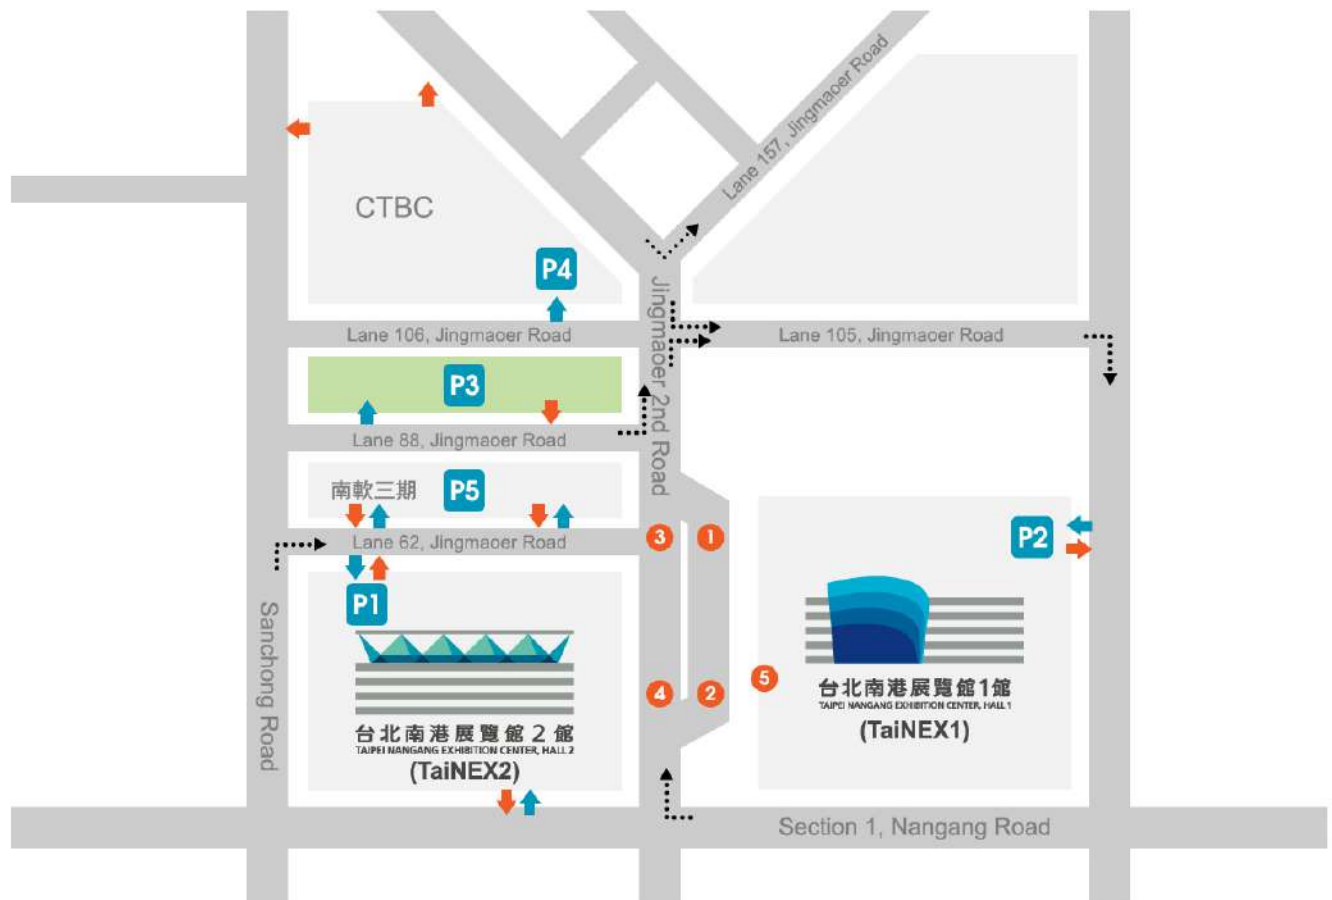 Lane 157, Jingmaoer Road
CTBC
P4
Jingmaoer 2nd Road
Lane 106, Jingmaoer Road
Lane 105, Jingmaoer Road
P3
Lane 88, Jingmaoer Road
南軟三期
P5
Lane 62, Jingmaoer Road
3
1
P2
P1
Sanchong Road
4
2
5
台北南港展覽館1館
TAIPEI NANGANG EXHIBITION CENTER, HALL 1
(TaiNEX1)
台北南港展覽館2館
TAIPEI NANGANG EXHIBITION CENTER, HALL 2
(TaiNEX2)
Section 1, Nangang Road